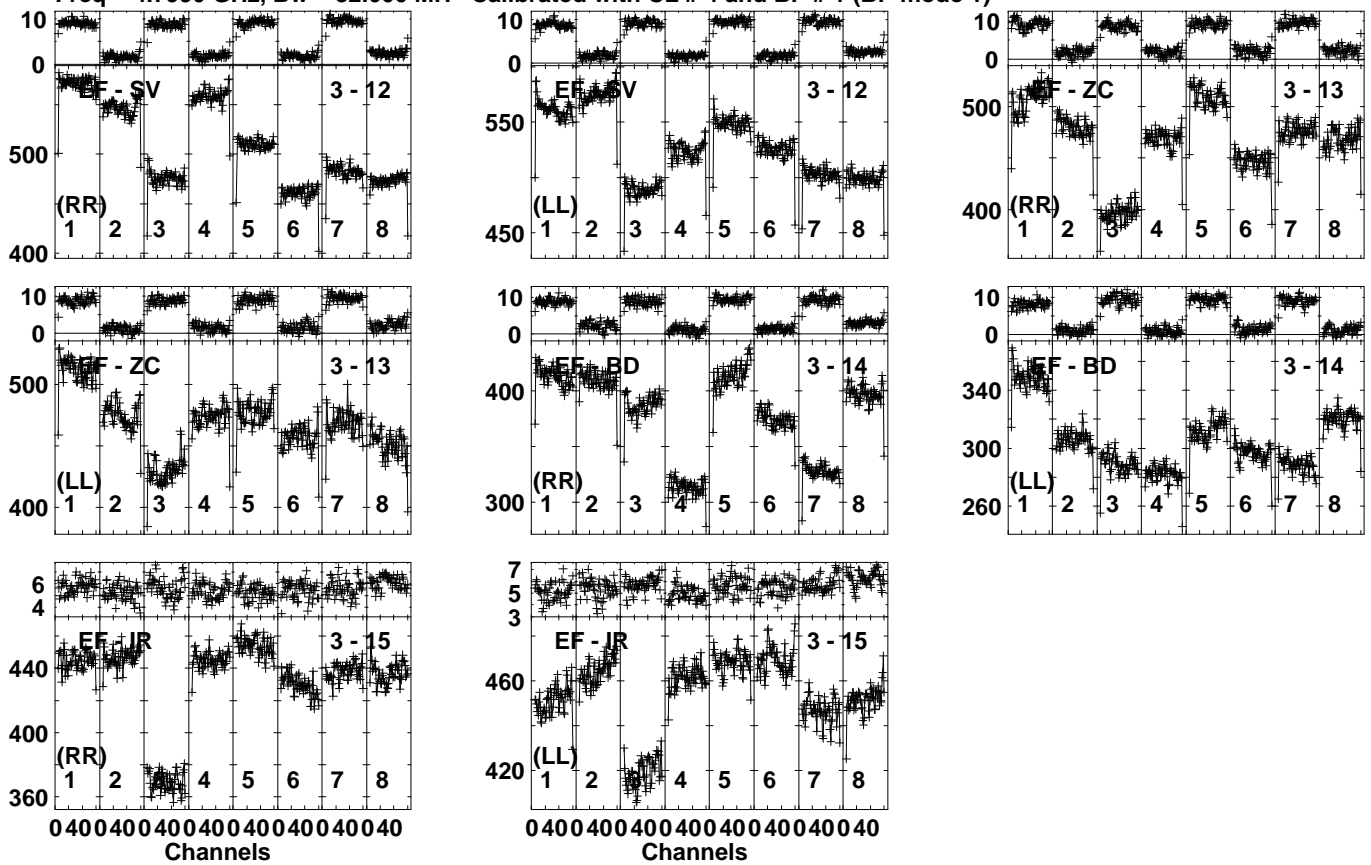 10 10 10
0 0 0
EF - SV 3 - 12 EF - SV 3 - 12 EF - ZC 3 - 13
500 550 500
(RR) (LL) 400 (RR)
1 2 3 4 5 6 7 8 450 1 2 3 4 5 6 7 8 1 2 3 4 5 6 7 8
400
10 10 10
0 0 0
EF - ZC 3 - 13 EF - BD 3 - 14 EF - BD 3 - 14
500 400 340
300
(LL) (RR) (LL)
400 1 2 3 4 5 6 7 8 300 1 2 3 4 5 6 7 8 260 1 2 3 4 5 6 7 8
6 7
4 5
3
EF - IR 3 - 15 EF - IR 3 - 15
440 460
400
(RR) (LL)
1 2 4 5 6 7 8 420 1 2 4 5 6 7 8
360
0 40 0 40 0 40 0 40 0 40 0 40 0 40 0 40 0 40 0 40 0 40 0 40 0 40 0 40 0 40 0 40
Channels Channels